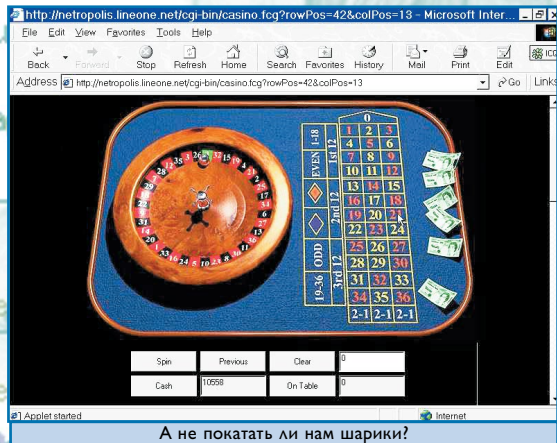 http://netropolis.lineone.net/cgi-bin/casino.fcg?rowPos=42&colPos=13 - Microsoft Inter...
File Edit View Favorites Tools Help
Back Forward Stop Refresh Home Search Favorites History Mail Print Edit ICQ
Address http://netropolis.lineone.net/cgi-bin/casino.fcg?rowPos=42&colPos=13 Go Links
0
1 2 3
4 5 6
7 8 9
10 11 12
13 14 15
16 17 18
19 20 21
22 23 24
25 26 27
28 29 30
31 32 33
34 35 36
2-1 2-1 2-1
1st 12
2nd 12
3rd 12
1-18
EVEN
ODD
19-36
Spin Previous Clear 0
Cash 10558 On Table 0
Applet started Internet
А не покатать ли нам шарики?